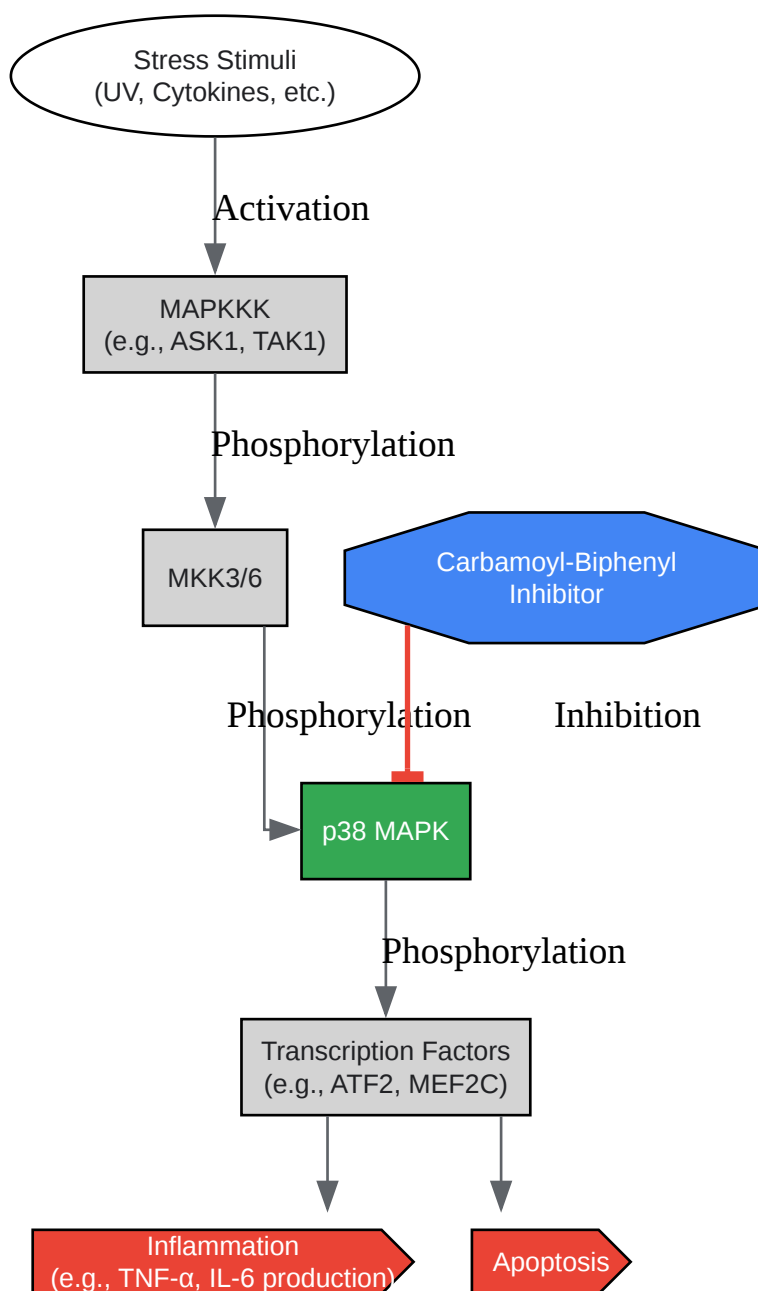 Stress Stimuli
(UV, Cytokines, etc.)
Activation
MAPKKK
(e.g., ASK1, TAK1)
Phosphorylation
MKK3/6
Carbamoyl-Biphenyl
Inhibitor
Phosphorylation
Inhibition
p38 MAPK
Phosphorylation
Transcription Factors
(e.g., ATF2, MEF2C)
Inflammation
(e.g., TNF-α, IL-6 production)
Apoptosis